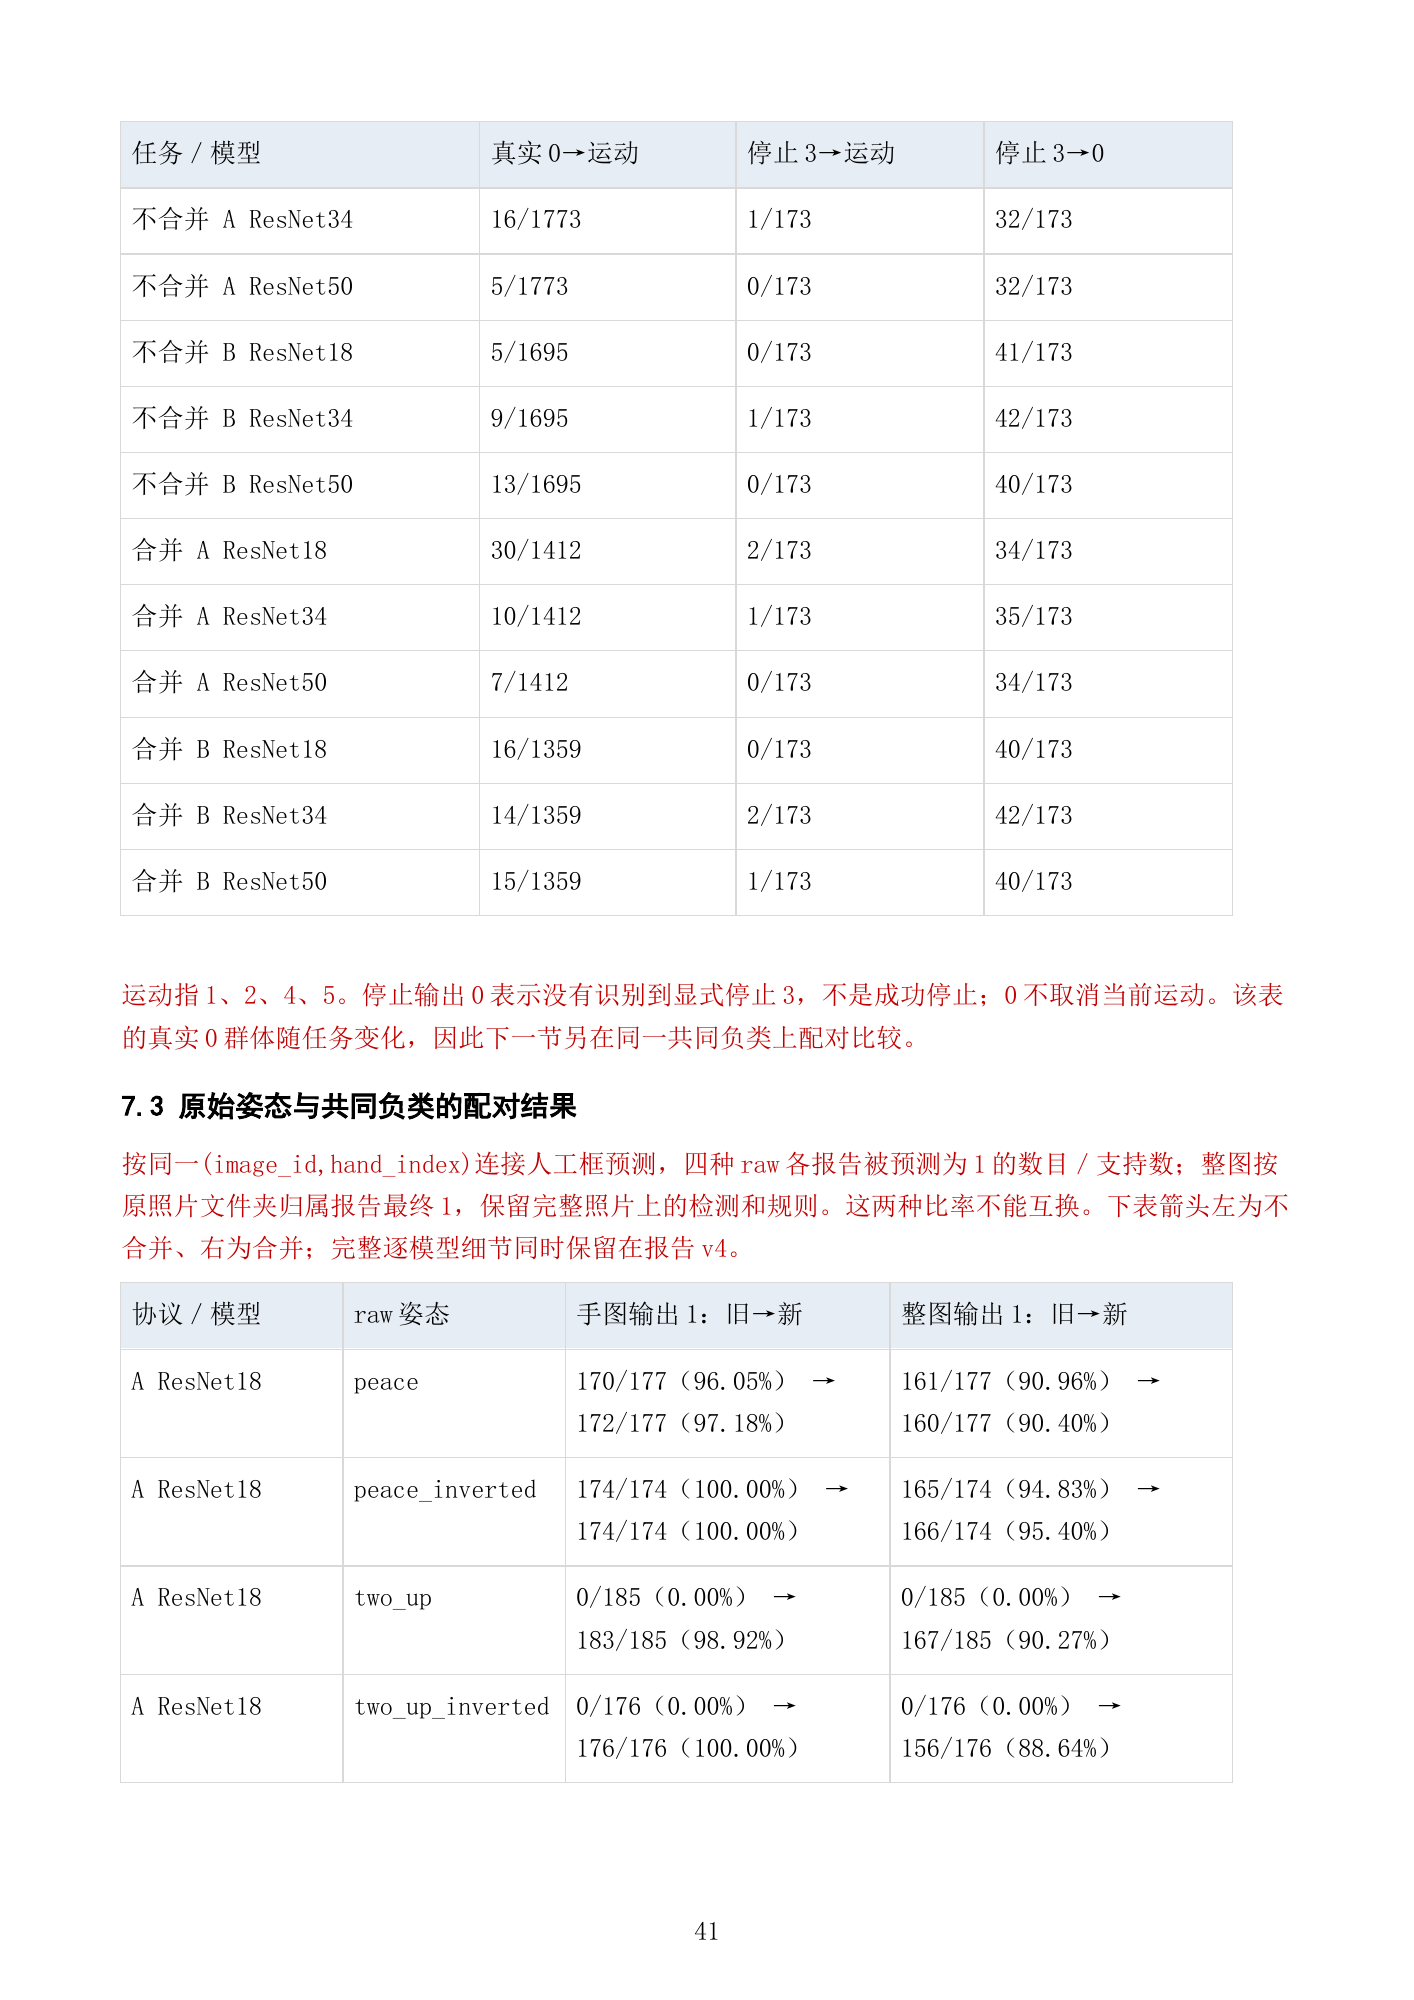 任务／模型 真实0→运动 停止3→运动 停止3→0
不合并 A ResNet34 16/1773 1/173 32/173
不合并 A ResNet50 5/1773 0/173 32/173
不合并 B ResNet18 5/1695 0/173 41/173
不合并 B ResNet34 9/1695 1/173 42/173
不合并 B ResNet50 13/1695 0/173 40/173
合并 A ResNet18 30/1412 2/173 34/173
合并 A ResNet34 10/1412 1/173 35/173
合并 A ResNet50 7/1412 0/173 34/173
合并 B ResNet18 16/1359 0/173 40/173
合并 B ResNet34 14/1359 2/173 42/173
合并 B ResNet50 15/1359 1/173 40/173
运动指1、2、4、5。停止输出0表示没有识别到显式停止3，不是成功停止；0不取消当前运动。该表
的真实0群体随任务变化，因此下一节另在同一共同负类上配对比较。
7.3 原始姿态与共同负类的配对结果
按同一(image_id,hand_index)连接人工框预测，四种raw各报告被预测为1的数目／支持数；整图按
原照片文件夹归属报告最终1，保留完整照片上的检测和规则。这两种比率不能互换。下表箭头左为不
合并、右为合并；完整逐模型细节同时保留在报告v4。
协议／模型 raw姿态 手图输出1：旧→新 整图输出1：旧→新
A ResNet18 peace 170/177（96.05%） → 161/177（90.96%） →
172/177（97.18%） 160/177（90.40%）
A ResNet18 peace_inverted 174/174（100.00%） → 165/174（94.83%） →
174/174（100.00%） 166/174（95.40%）
A ResNet18 two_up 0/185（0.00%） → 0/185（0.00%） →
183/185（98.92%） 167/185（90.27%）
A ResNet18 two_up_inverted 0/176（0.00%） → 0/176（0.00%） →
176/176（100.00%） 156/176（88.64%）
41